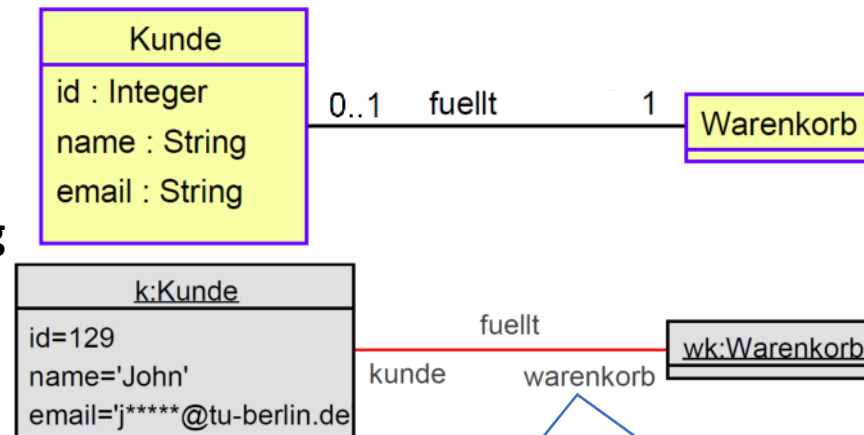 Kunde
id : Integer
name : String
email : String
0..1 fuellt 1
Warenkorb
g
k:Kunde
id=129
name='John'
email='j*****@tu-berlin.de'
fuellt
kunde warenkorb
wk:Warenkorb